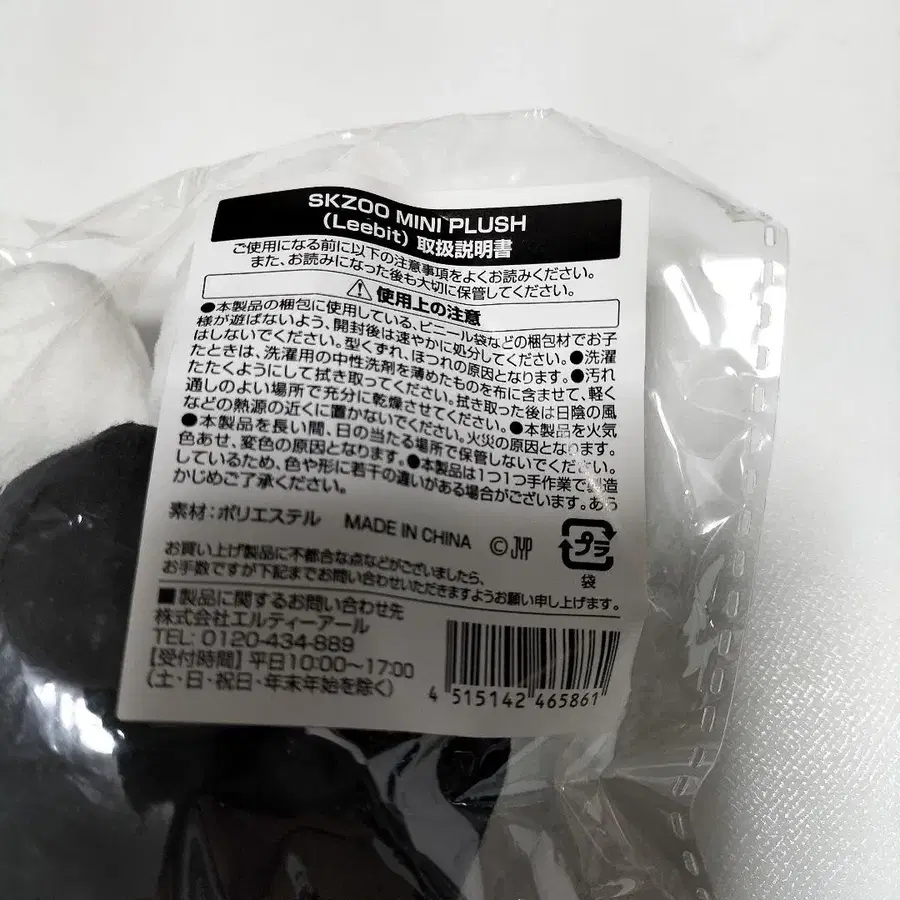 SKZOO MINI PLUSH
(Leebit) 取扱説明書
ご使用になる前に以下の注意事項をよくお読みください。
また、お読みになった後も大切に保管してください。
使用上の注意
●本製品の梱包に使用している、ビニール袋などの梱包材でお子
様が遊ばないよう、開封後は速やかに処分してください。●洗濯
はしないでください。型くずれ、ほつれの原因となります。●汚れ
たときは、洗濯用の中性洗剤を薄めたものを布に含ませて、軽く
たたくようにして拭き取ってください。拭き取った後は日陰の風
通しのよい場所で充分に乾燥させてください。●本製品を火気
などの熱源の近くに置かないでください。火災の原因となります。
●本製品を長い間、日の当たる場所で保管しないでください。
色あせ、変色の原因となります。●本製品は1つ1つ手作業で製造
しているため、色や形に若干の違いがある場合がございます。あら
かじめご了承ください。
素材：ポリエステル MADE IN CHINA ©JYP
プラ
袋
お買い上げ製品に不都合な点などがございましたら、
お手数ですが下記までお問い合わせいただきますようお願い申し上げます。
■製品に関するお問い合わせ先
株式会社エルティーアール
TEL: 0120-434-889
【受付時間】平日10:00〜17:00
(土・日・祝日・年末年始を除く)
4 515142 465861